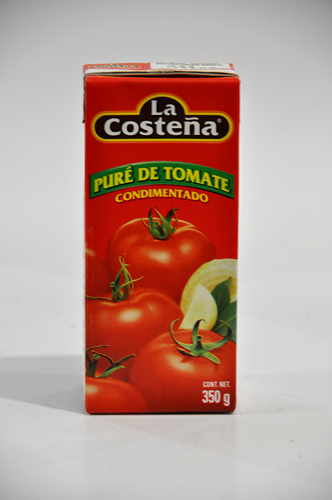 La
Costeña®
PURÉ DE TOMATE
CONDIMENTADO
CONT. NET.
350 g